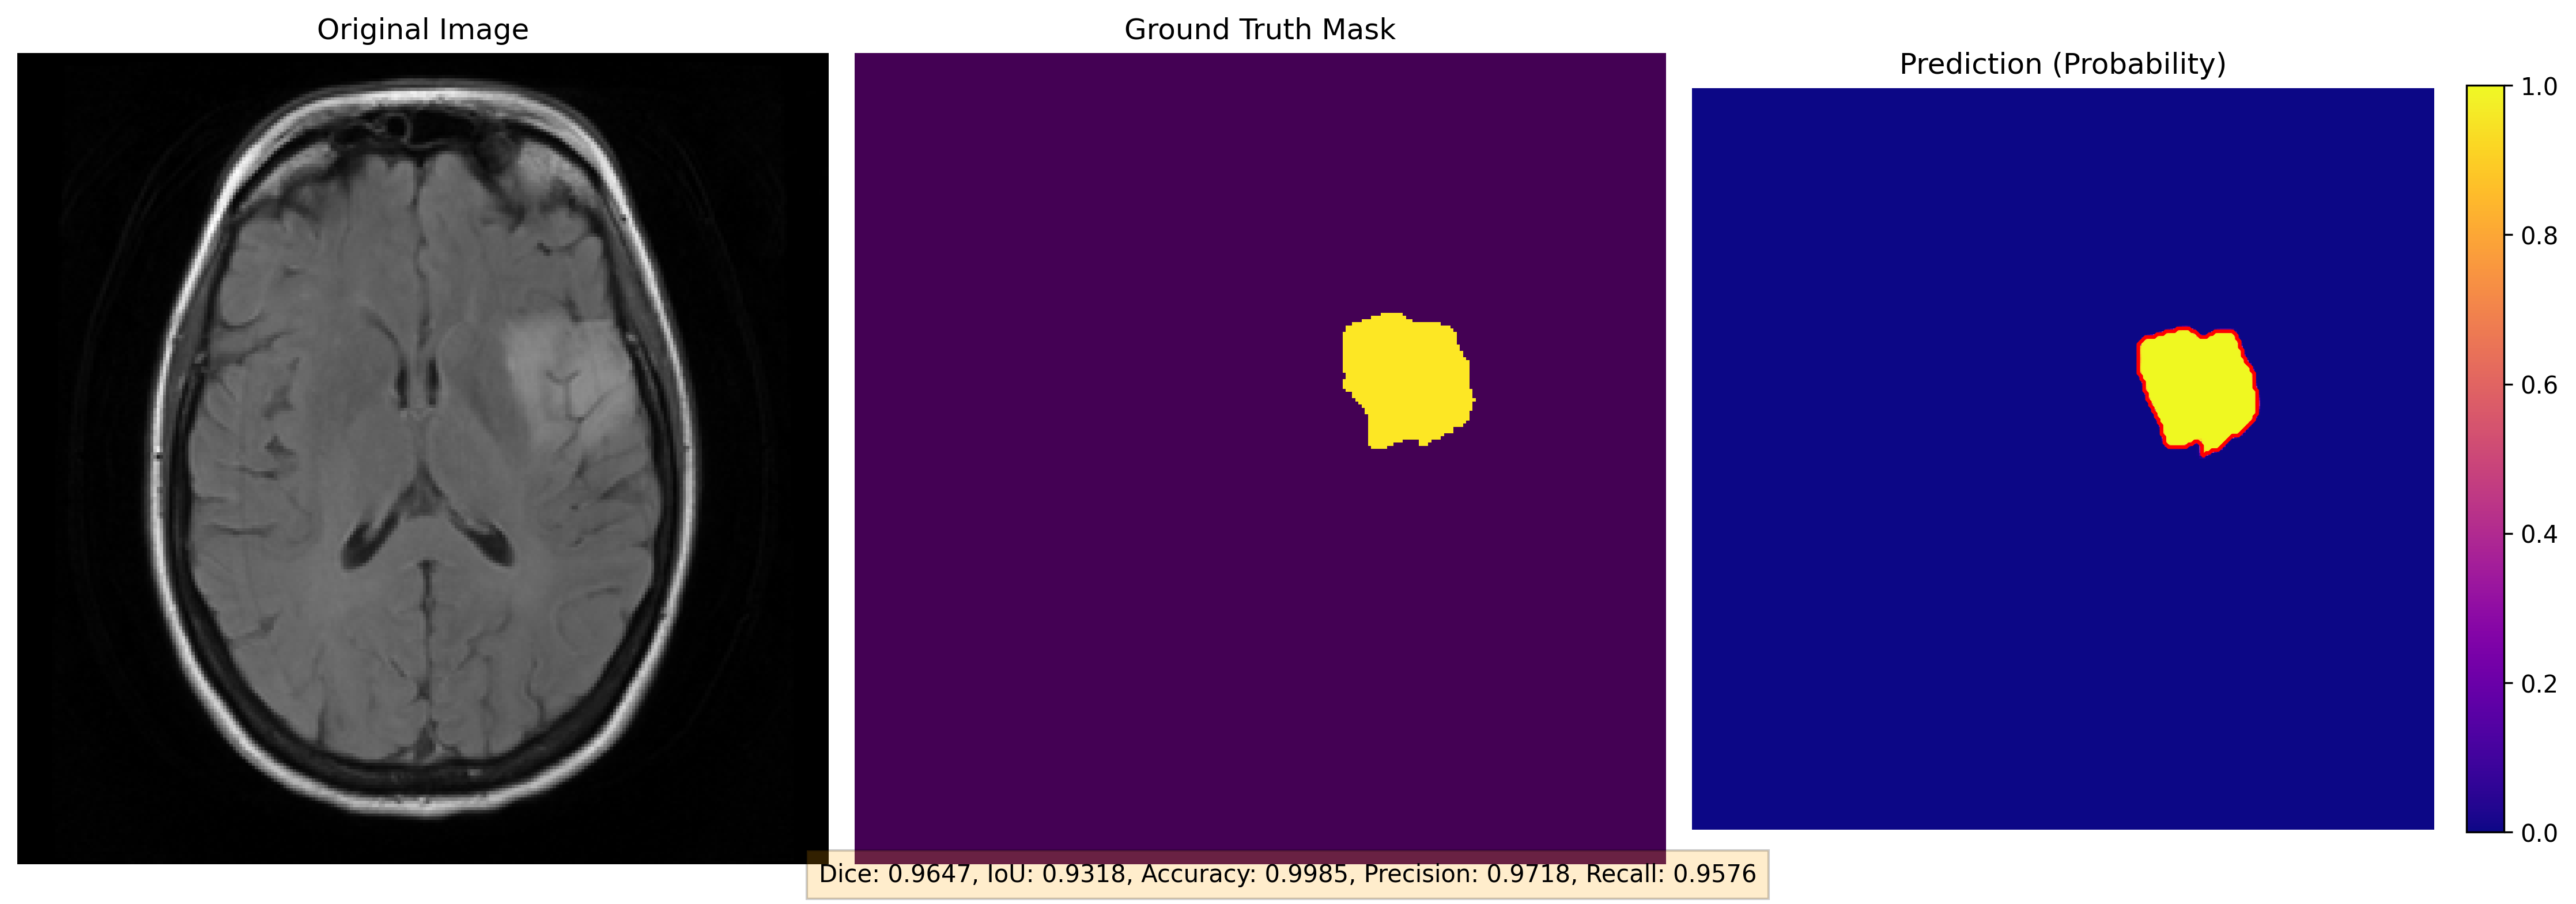 Original Image
Ground Truth Mask
Prediction (Probability)
1.0
0.8
0.6
0.4
0.2
0.0
Dice: 0.9647, IoU: 0.9318, Accuracy: 0.9985, Precision: 0.9718, Recall: 0.9576